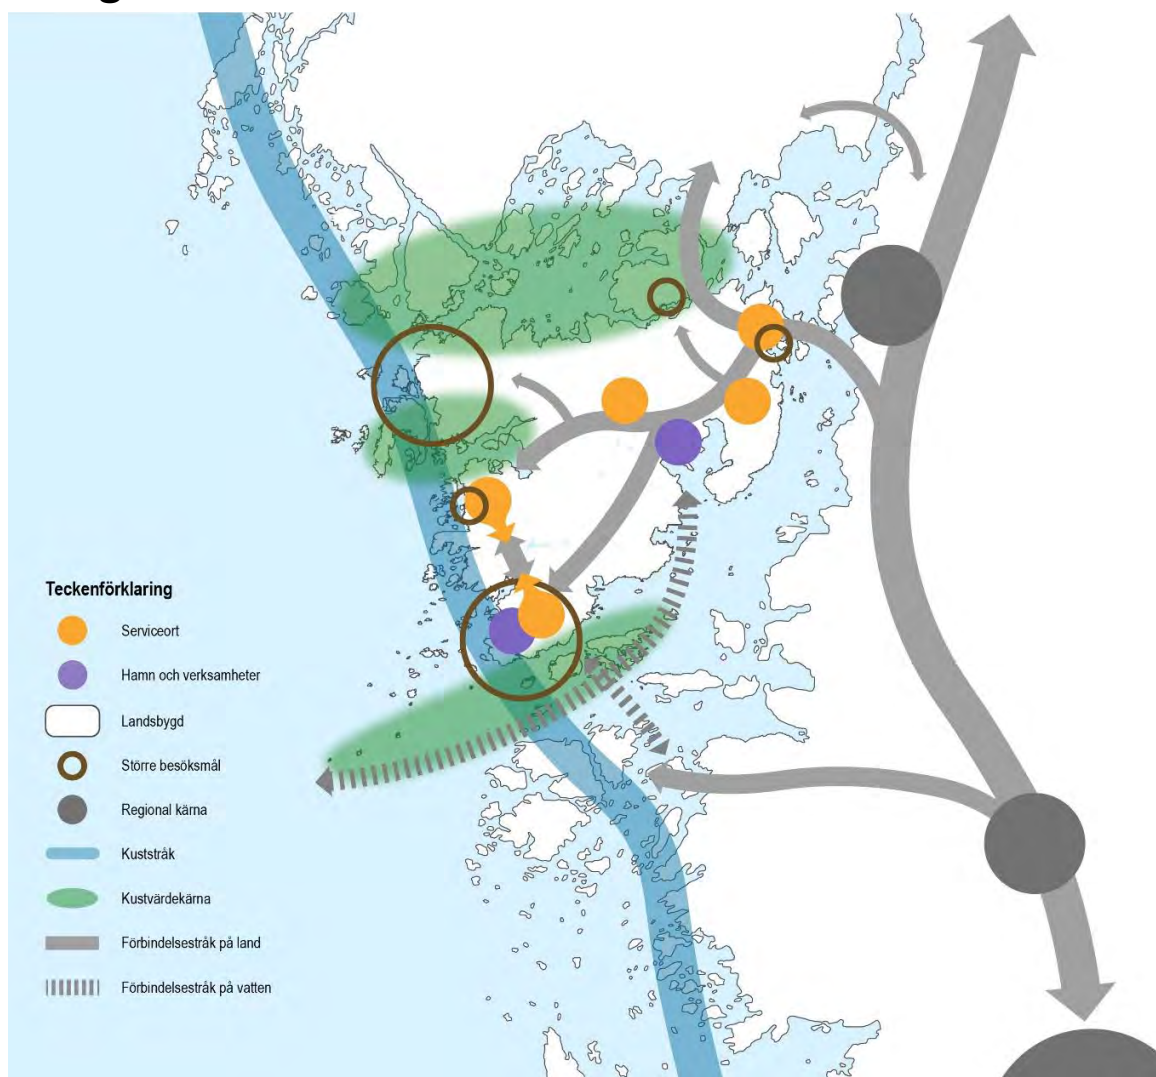 Teckenförklaring
Serviceort
Hamn och verksamheter
Landsbygd
Större besöksmål
Regional kärna
Kuststråk
Kustvärdekärna
Förbindelsestråk på land
Förbindelsestråk på vatten